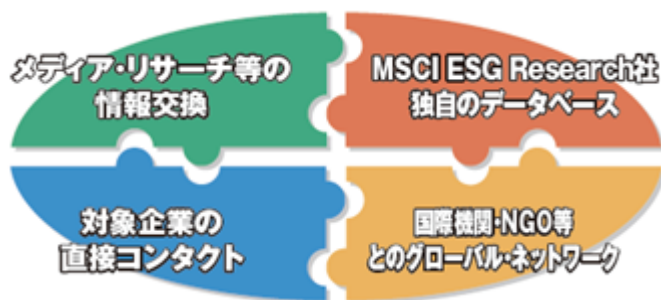 メディア・リサーチ等の
情報交換
MSCI ESG Research社
独自のデータベース
対象企業の
直接コンタクト
国際機関・NGO等
とのグローバル・ネットワーク